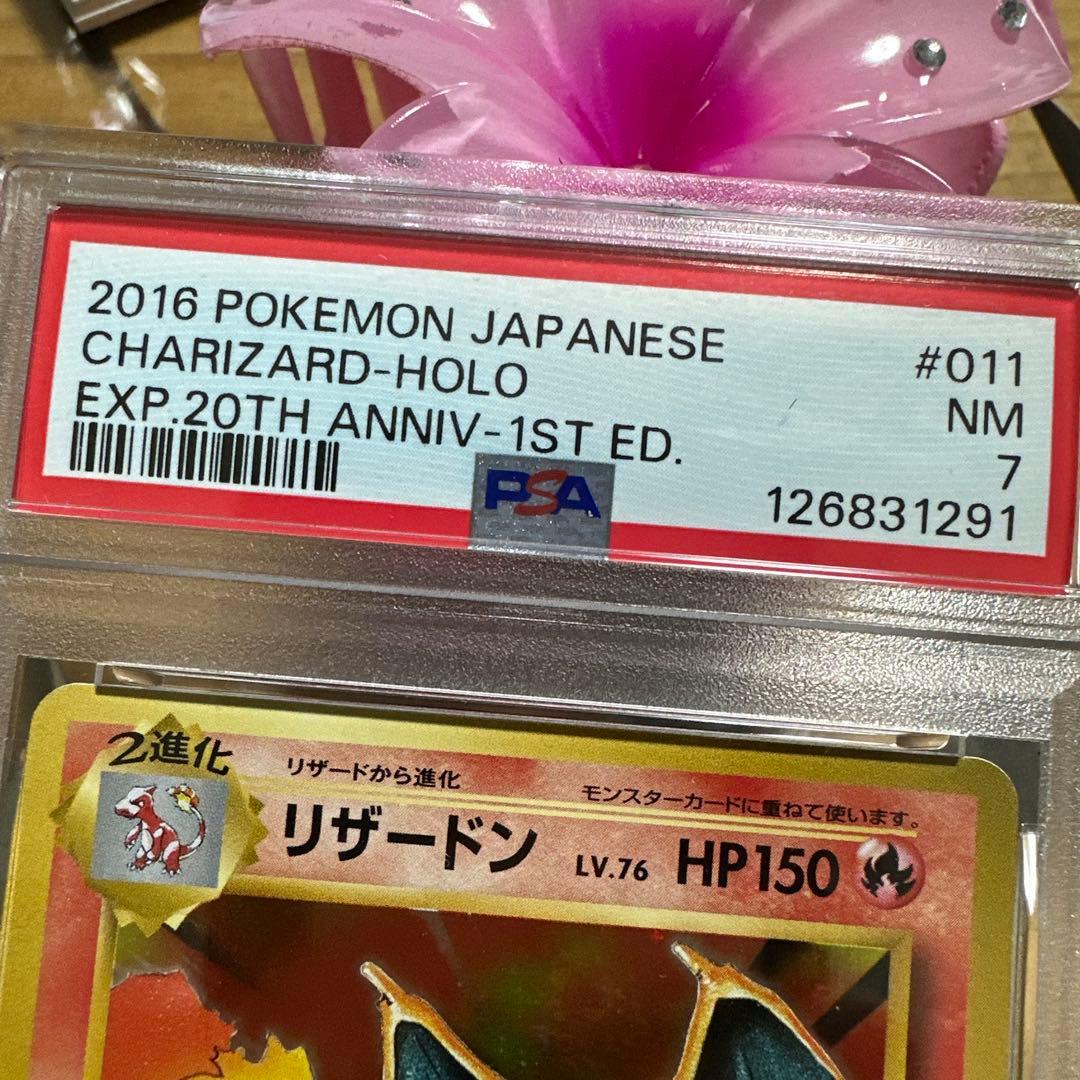 2016 POKEMON JAPANESE
CHARIZARD-HOLO
EXP.20TH ANNIV-1ST ED.
#011
NM
7
126831291
PSA
2進化
リザードから進化
モンスターカードに重ねて使います。
リザードン LV.76 HP150